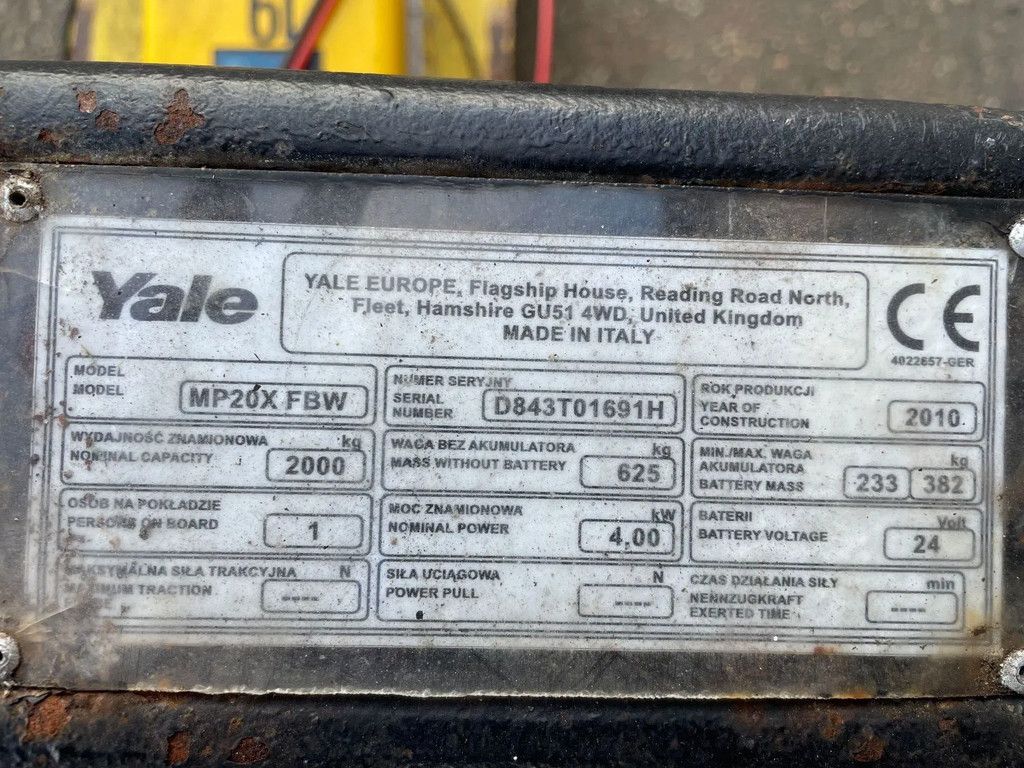 Yale
YALE EUROPE, Flagship House, Reading Road North,
Fleet, Hamshire GU51 4WD, United Kingdom
MADE IN ITALY
4022657-GER
MODEL
MODEL
MP20X FBW
NUMER SERYJNY
SERIAL
NUMBER
D843T01691H
ROK PRODUKCJI
YEAR OF
CONSTRUCTION
2010
WYDAJNOŚĆ ZNAMIONOWA kg
NOMINAL CAPACITY 2000
WAGA BEZ AKUMULATORA kg
MASS WITHOUT BATTERY 625
MIN./MAX. WAGA
AKUMULATORA kg
BATTERY MASS 233 382
OSÓB NA POKŁADZIE
PERSONS ON BOARD 1
MOC ZNAMIONOWA kW
NOMINAL POWER 4.00
BATERII Volt
BATTERY VOLTAGE 24
MAKSYMALNA SIŁA TRAKCYJNA N
MAXIMUM TRACTION
----
SIŁA UCIĄGOWA N
POWER PULL ----
CZAS DZIAŁANIA SIŁY min
NENNZUGKRAFT
EXERTED TIME ----